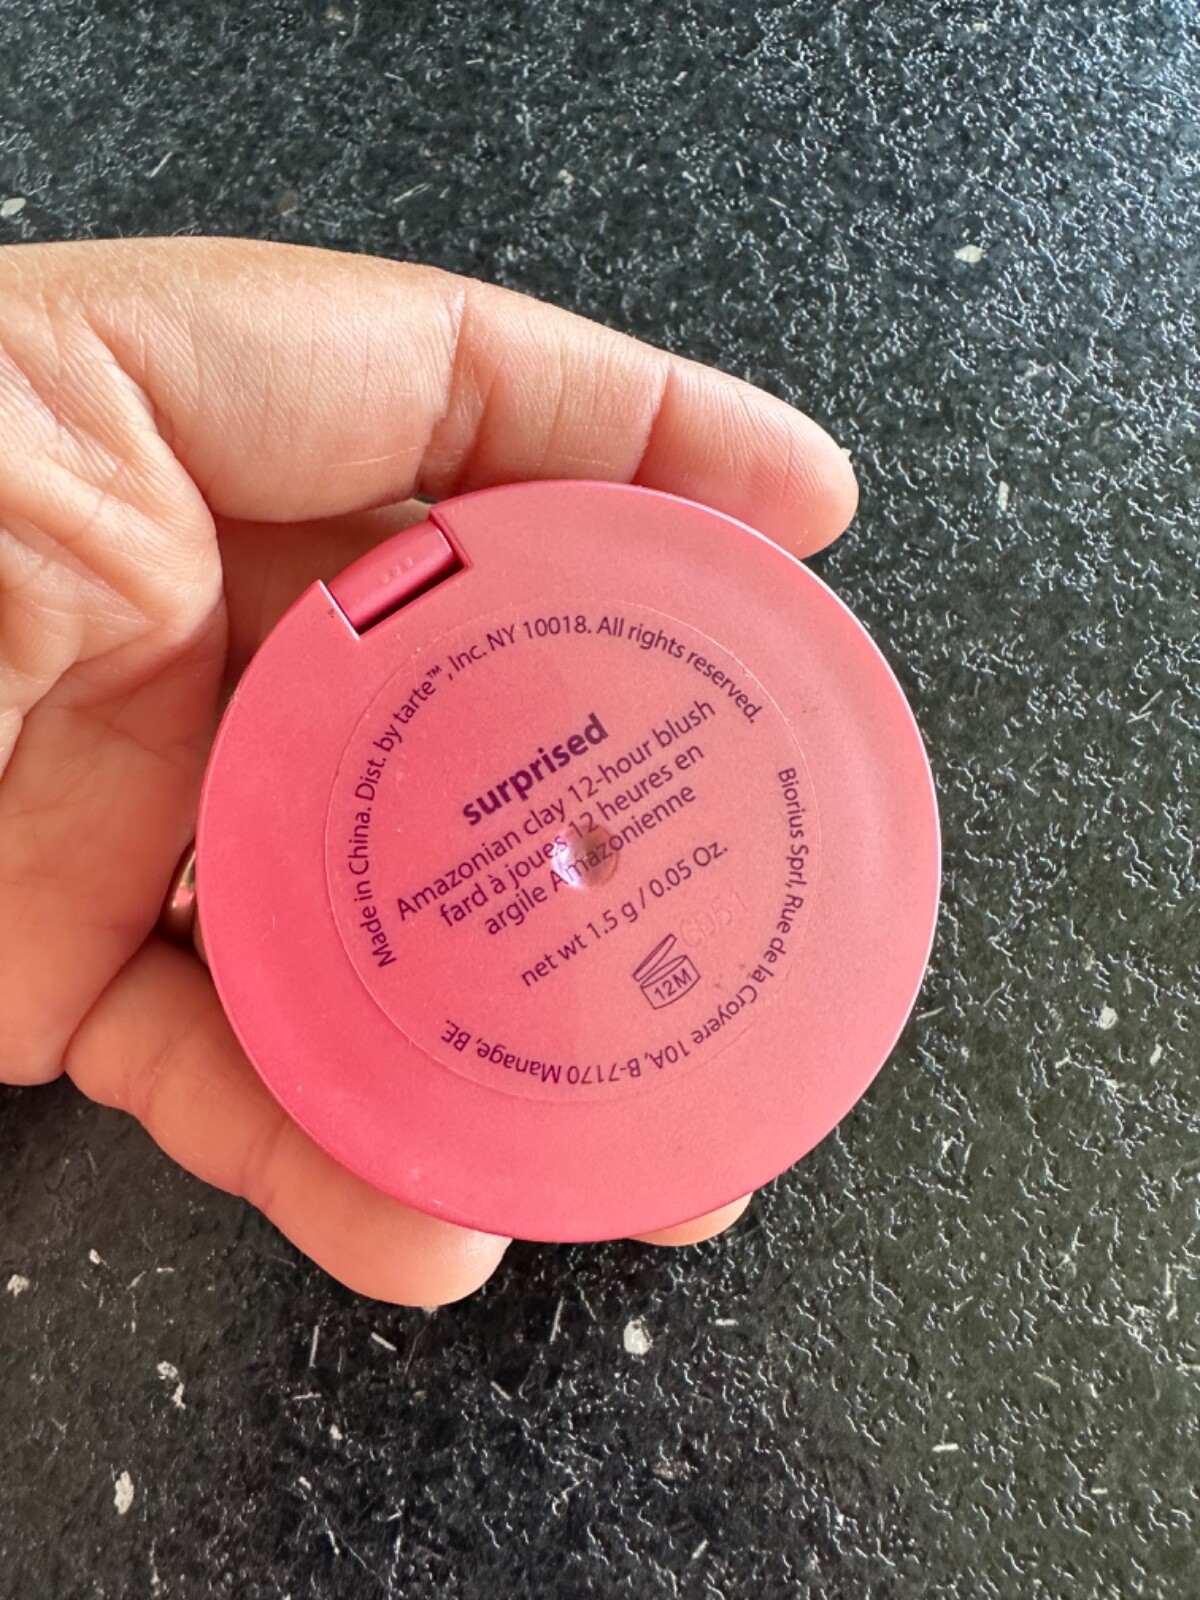 Made in China. Dist. by tarte™, Inc. NY 10018. All rights reserved.
surprised
Amazonian clay 12-hour blush
fard à joues 12 heures en
argile Amazonienne
net wt 1.5 g / 0.05 Oz.
12M
Biorius Sprl, Rue de la Croyere 10A, B-7170 Manage, BE.